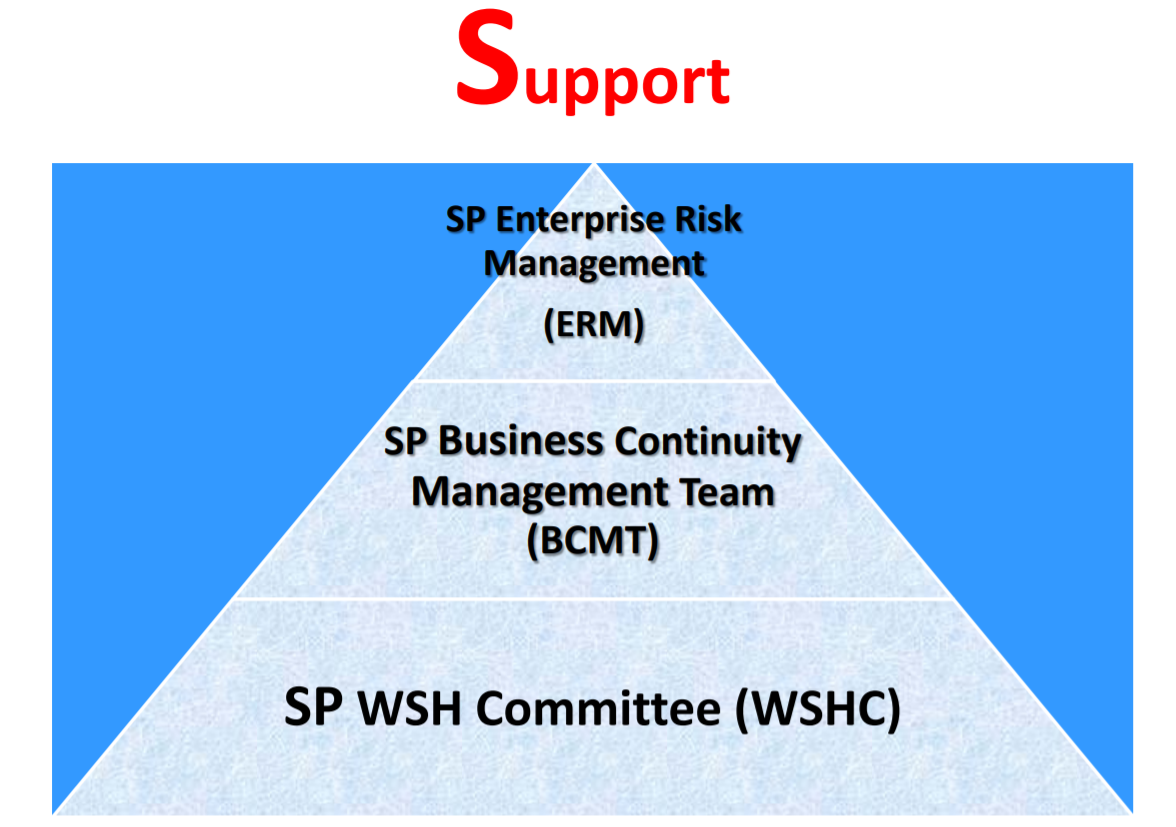 Support
SP Enterprise Risk
Management
(ERM)
SP Business Continuity
Management Team
(BCMT)
SP WSH Committee (WSHC)